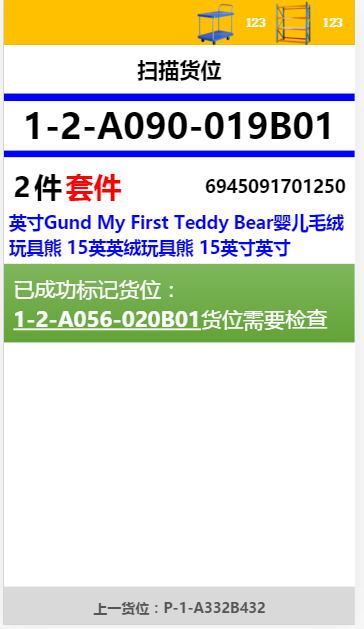 123 123
扫描货位
1-2-A090-019B01
2件套件 6945091701250
英寸Gund My First Teddy Bear婴儿毛绒
玩具熊 15英英绒玩具熊 15英寸英寸
已成功标记货位：
1-2-A056-020B01货位需要检查
上一货位：P-1-A332B432